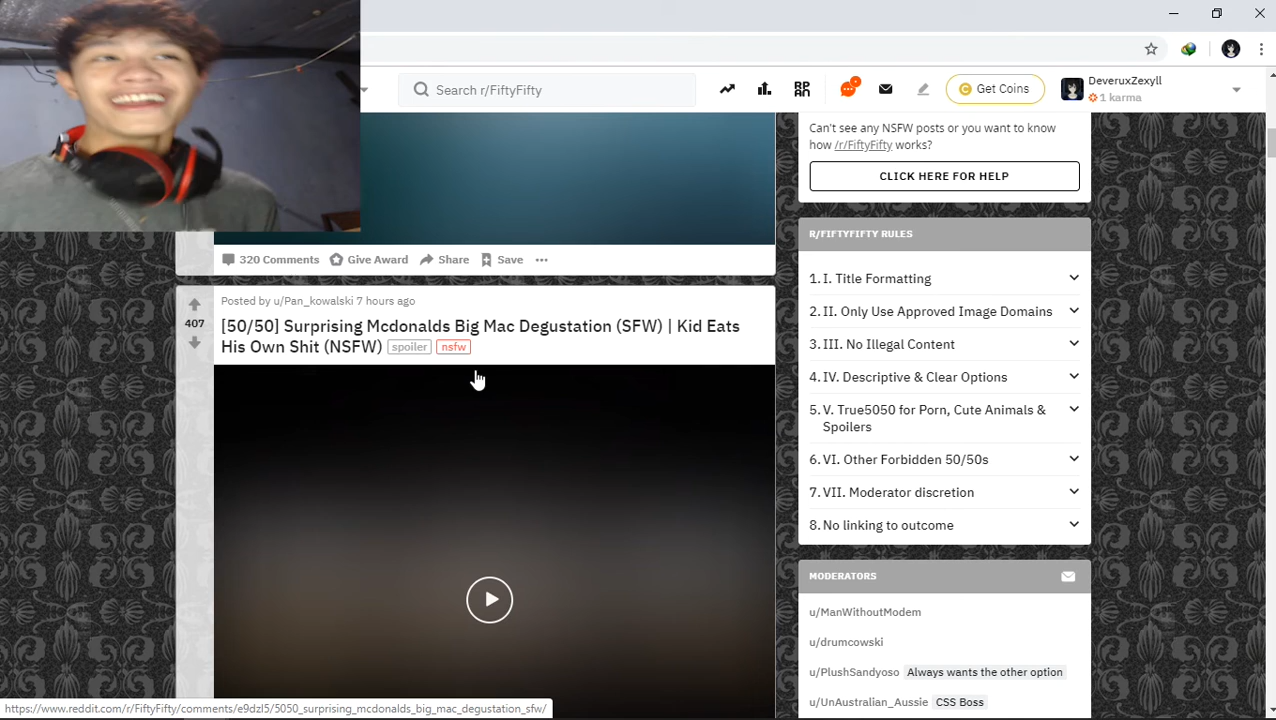 Search r/FiftyFifty
Get Coins
DeveruxZexyll
1 karma
320 Comments
Give Award
Share
Save
Posted by u/Pan_kowalski 7 hours ago
407
[50/50] Surprising Mcdonalds Big Mac Degustation (SFW) | Kid Eats
His Own Shit (NSFW) spoiler nsfw
Can't see any NSFW posts or you want to know
how /r/FiftyFifty works?
CLICK HERE FOR HELP
R/FIFTYFIFTY RULES
1. I. Title Formatting
2. II. Only Use Approved Image Domains
3. III. No Illegal Content
4. IV. Descriptive & Clear Options
5. V. True5050 for Porn, Cute Animals &
Spoilers
6. VI. Other Forbidden 50/50s
7. VII. Moderator discretion
8. No linking to outcome
MODERATORS
u/ManWithoutModem
u/drumcowski
u/PlushSandyoso Always wants the other option
u/UnAustralian_Aussie CSS Boss
https://www.reddit.com/r/FiftyFifty/comments/e9dzl5/5050_surprising_mcdonalds_big_mac_degustation_sfw/